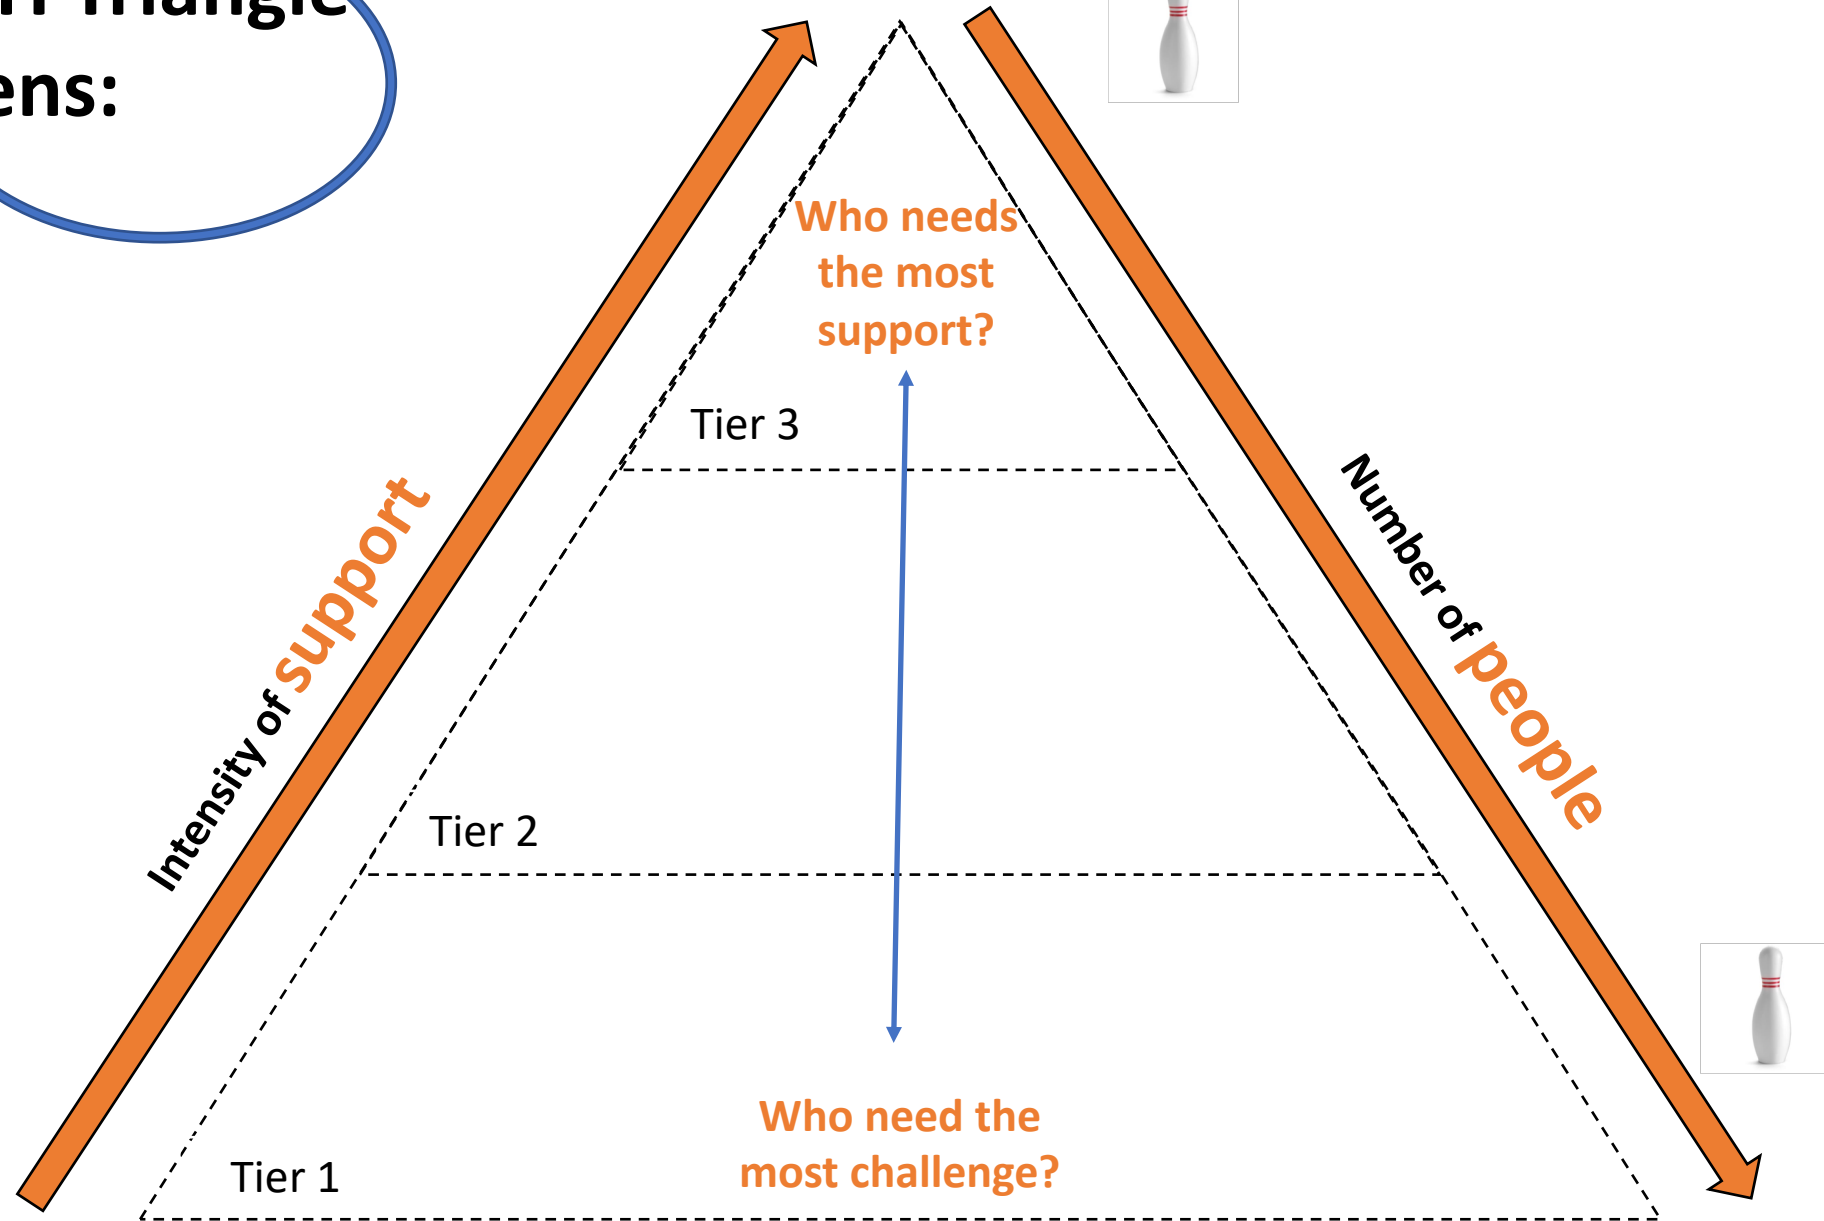 Triangle
ens:
Who needs
the most
support?
Tier 3
Intensity of support
Number of people
Tier 2
Who need the
most challenge?
Tier 1